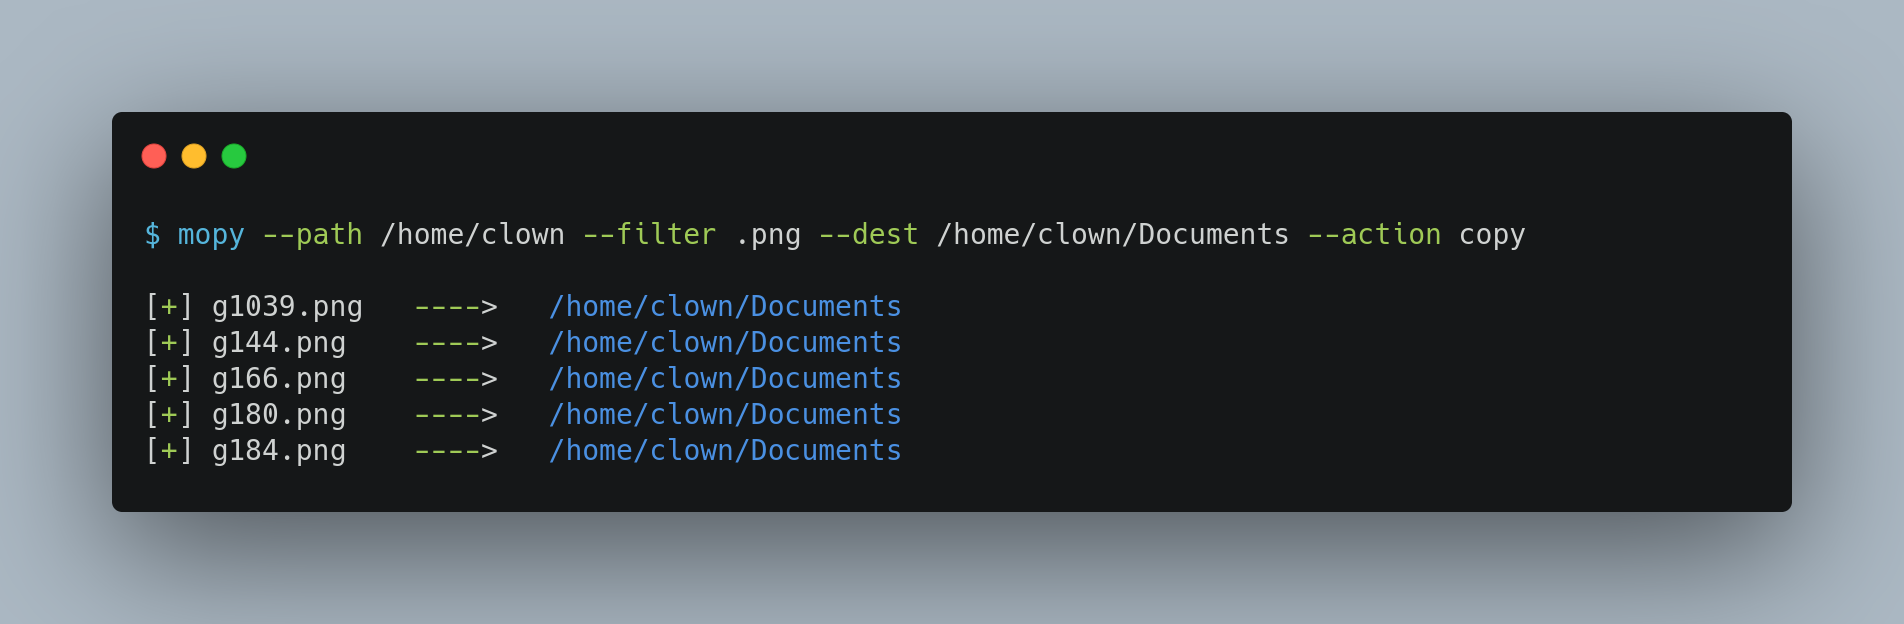 $ mopy --path /home/clown --filter .png --dest /home/clown/Documents --action copy
[+] g1039.png   ---->   /home/clown/Documents
[+] g144.png    ---->   /home/clown/Documents
[+] g166.png    ---->   /home/clown/Documents
[+] g180.png    ---->   /home/clown/Documents
[+] g184.png    ---->   /home/clown/Documents